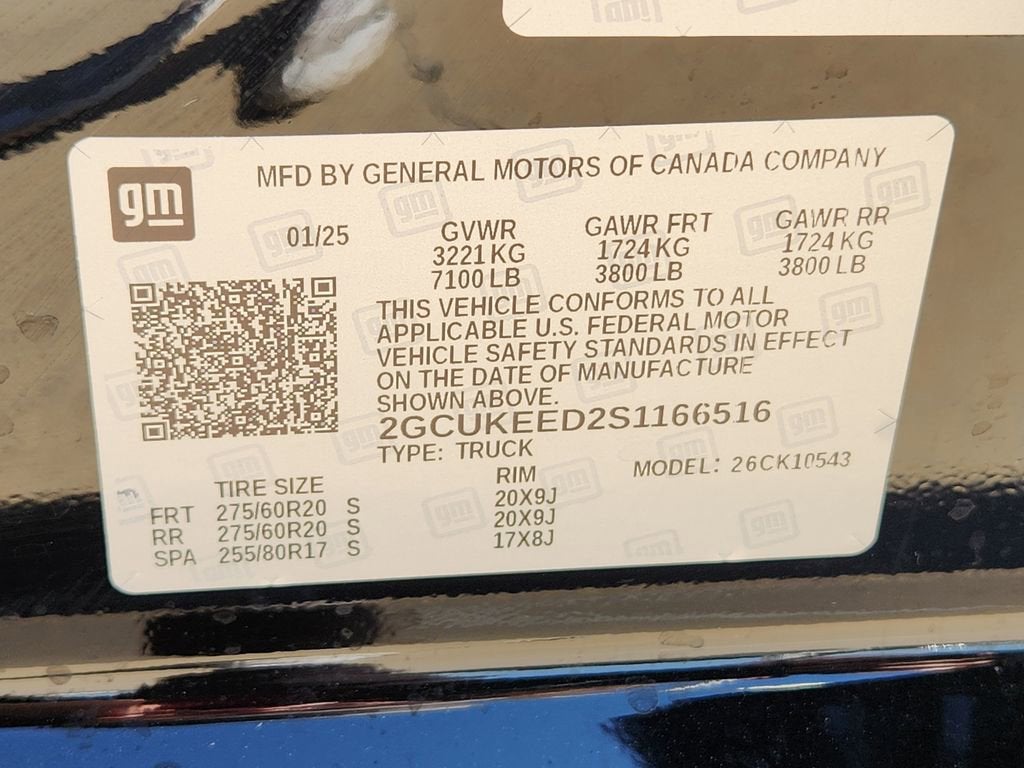 gm
MFD BY GENERAL MOTORS OF CANADA COMPANY
01/25
GVWR GAWR FRT GAWR RR
3221 KG 1724 KG 1724 KG
7100 LB 3800 LB 3800 LB
THIS VEHICLE CONFORMS TO ALL
APPLICABLE U.S. FEDERAL MOTOR
VEHICLE SAFETY STANDARDS IN EFFECT
ON THE DATE OF MANUFACTURE
SHOWN ABOVE.
2GCUKEED2S1166516
TYPE: TRUCK
MODEL: 26CK10543
TIRE SIZE RIM
FRT 275/60R20 S 20X9J
RR 275/60R20 S 20X9J
SPA 255/80R17 S 17X8J